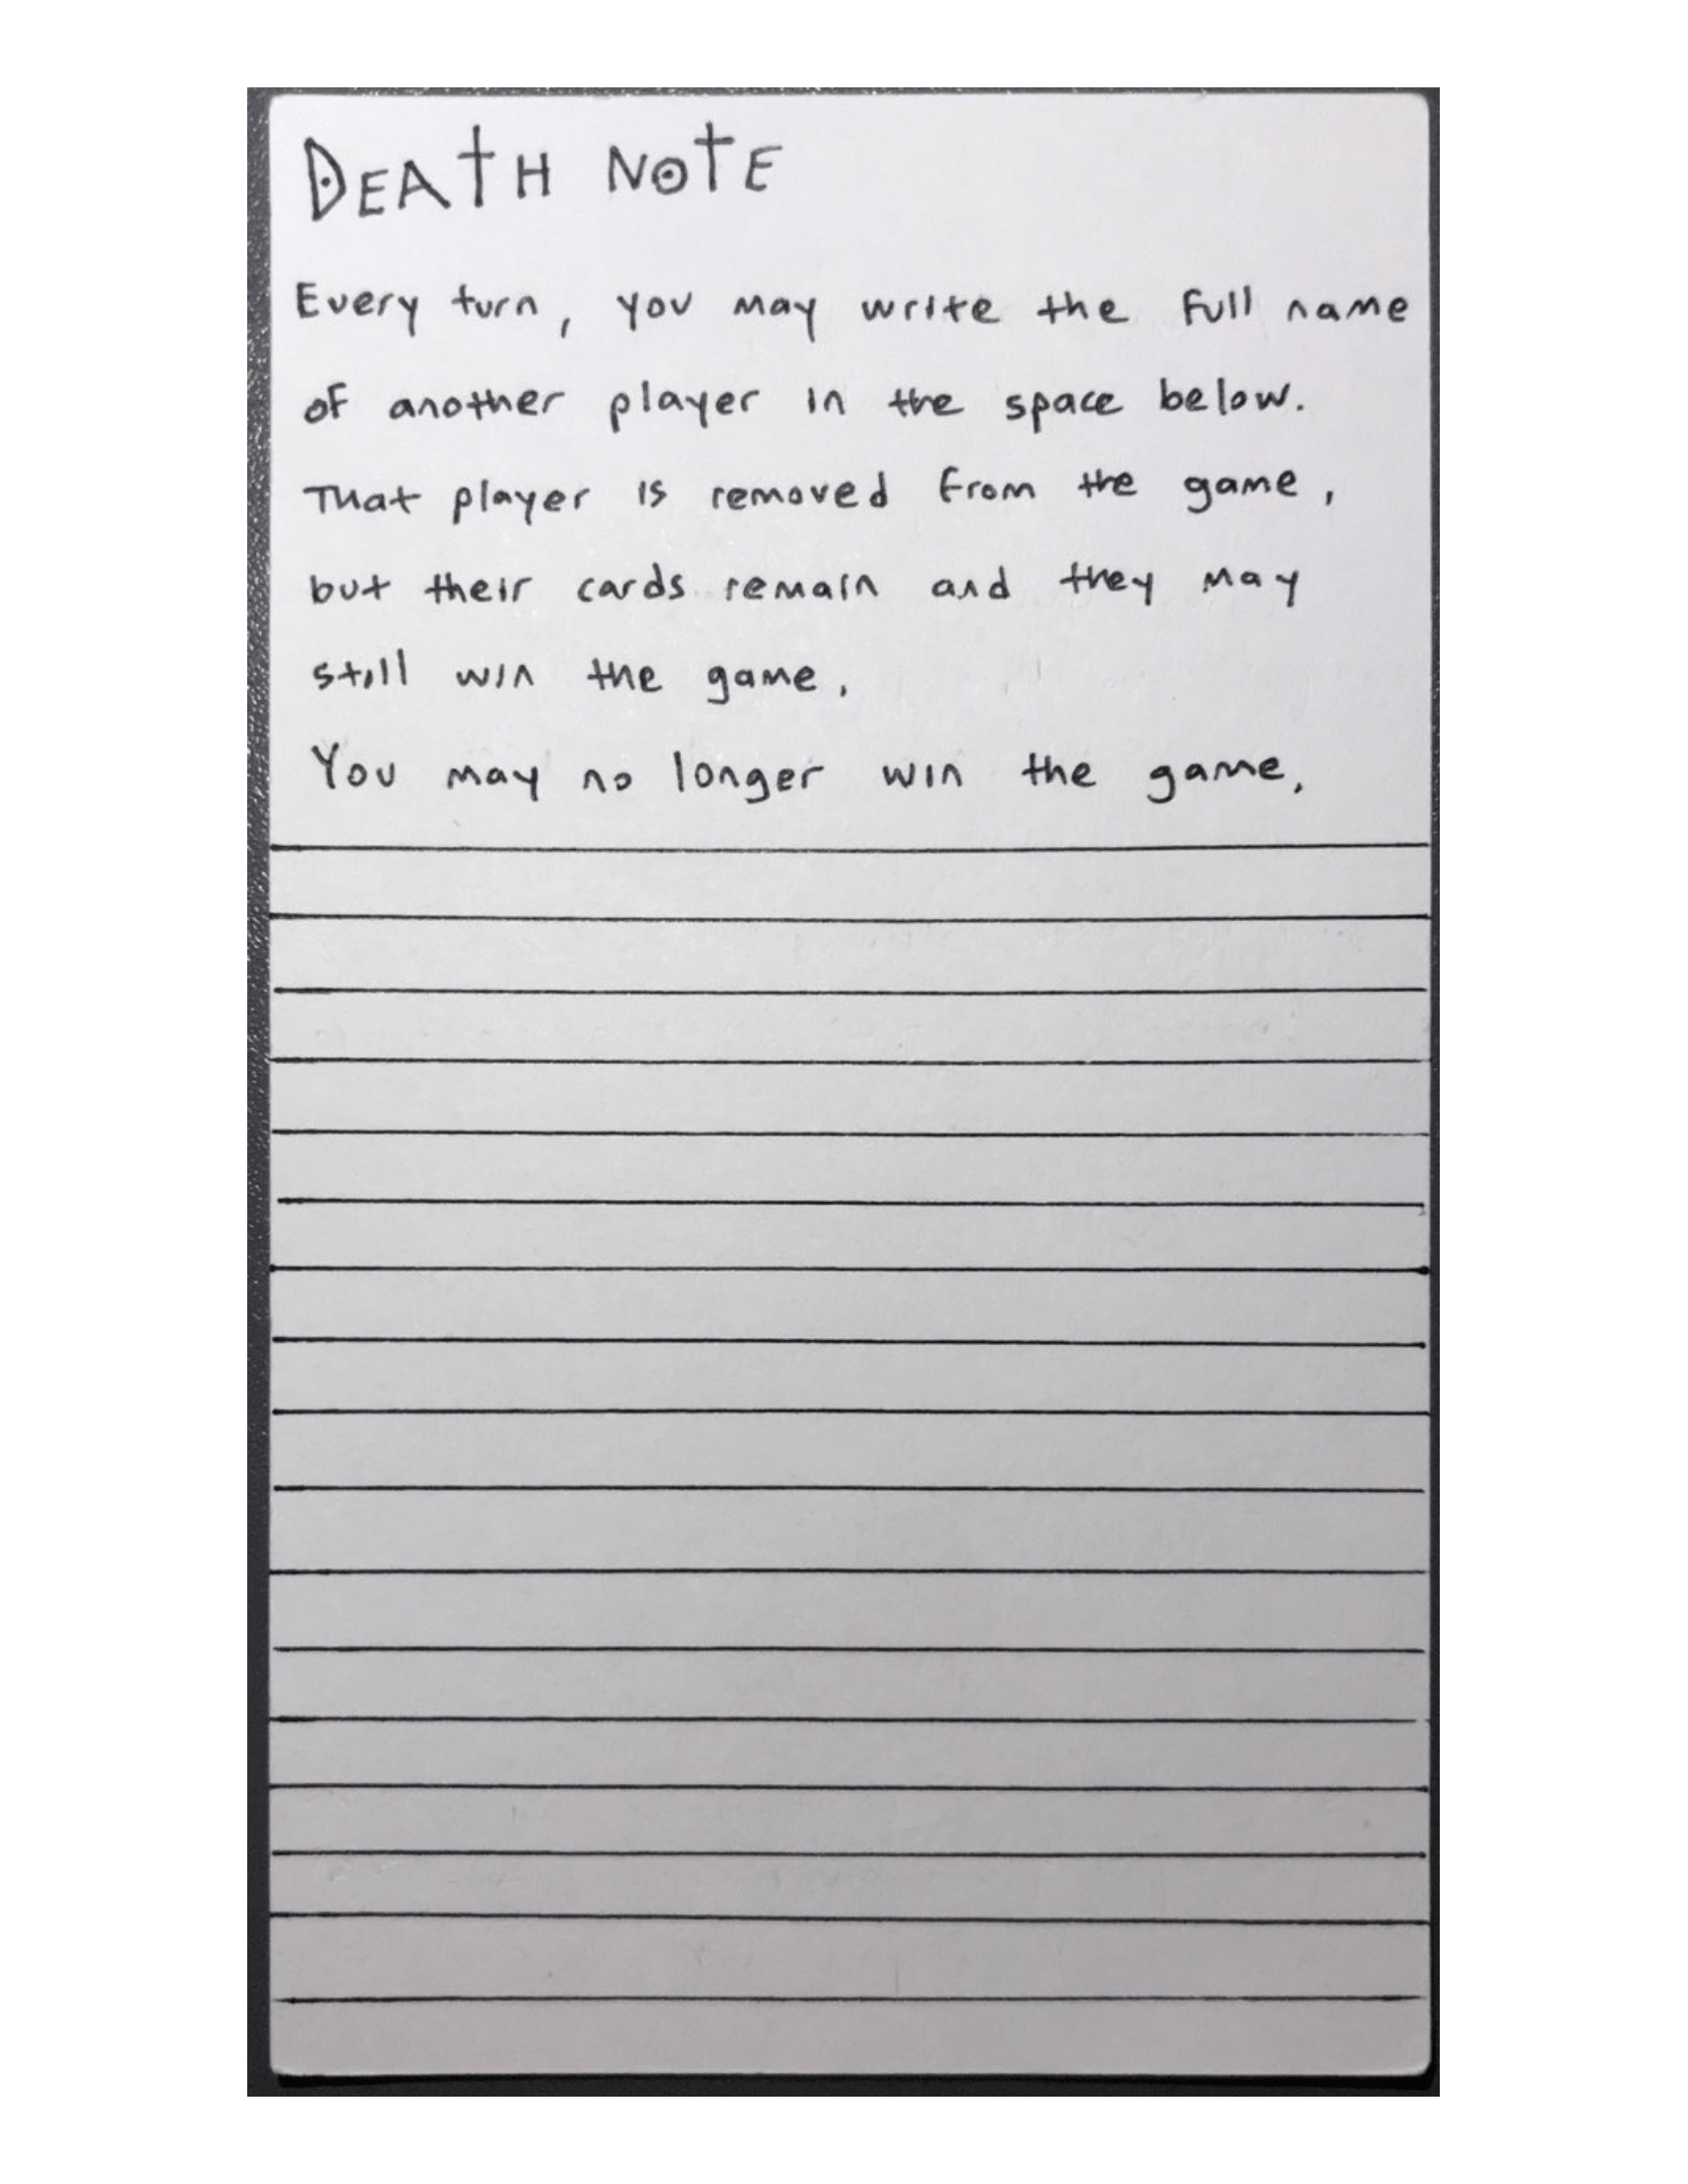 DEATH NOTE
Every turn, you may write the full name
of another player in the space below.
That player is removed from the game,
but their cards remain and they may
still win the game.
You may no longer win the game.